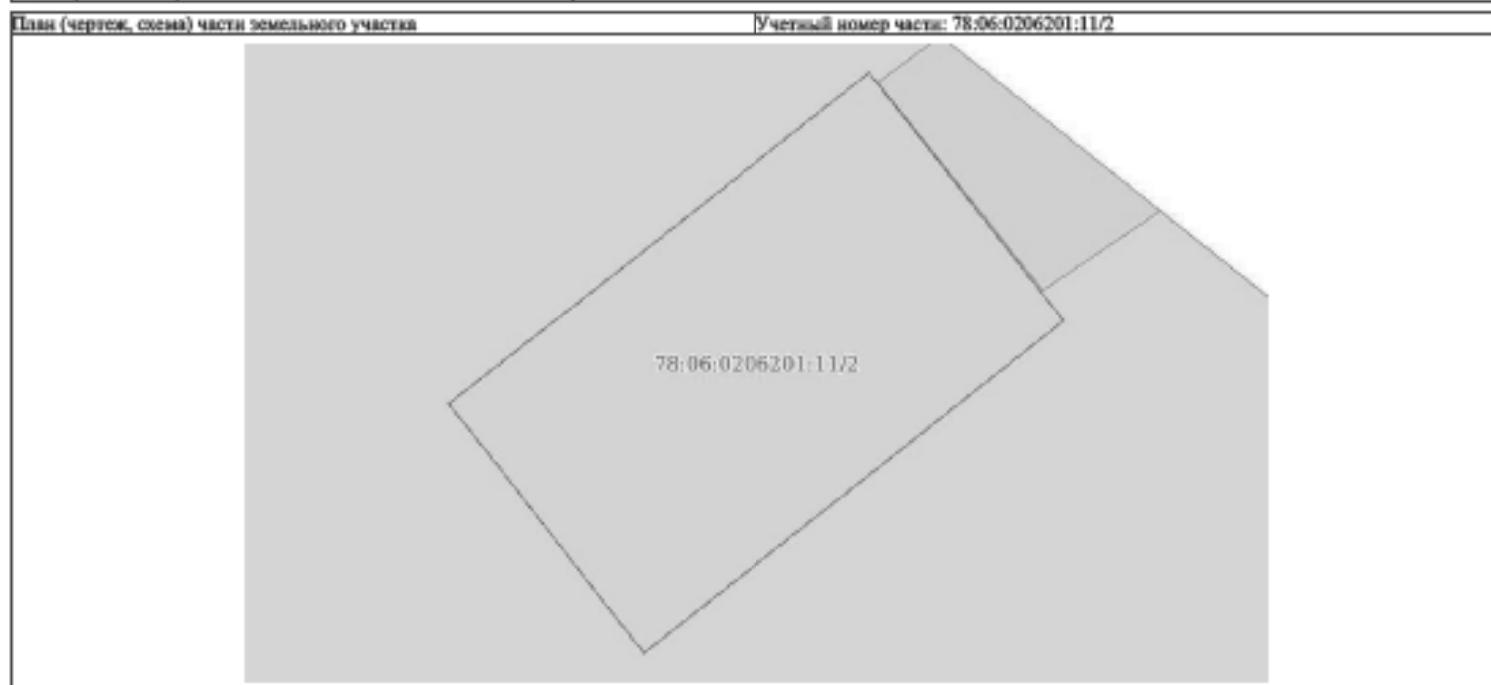 План (чертеж, схема) части земельного участка
Учетный номер части: 78:06:0206201:11/2
78:06:0206201:11/2